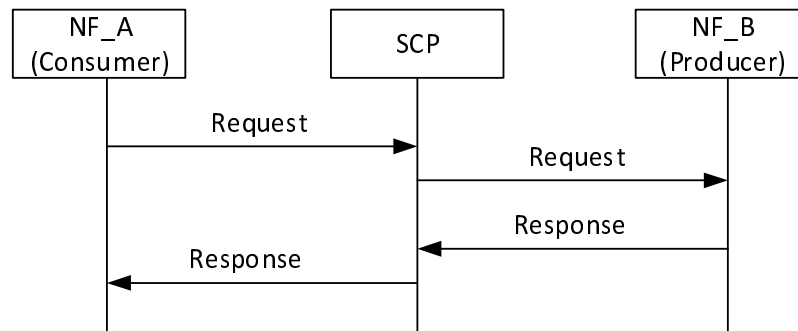 NF_A
(Consumer)
SCP
NF_B
(Producer)
Request
Request
Response
Response